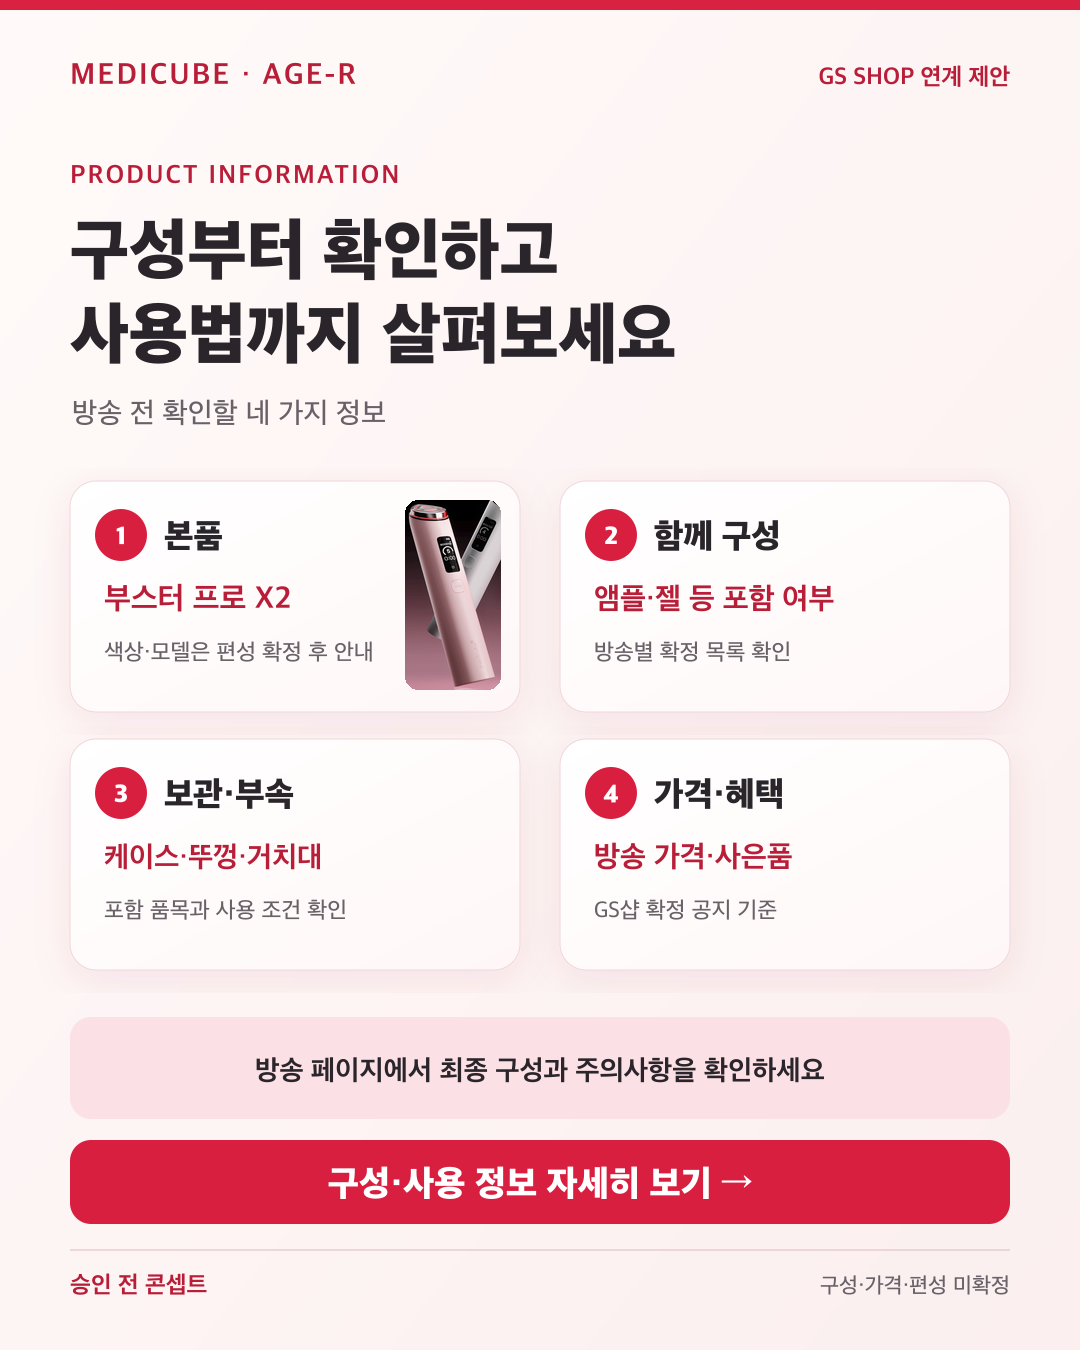 MEDICUBE · AGE-R
GS SHOP 연계 제안
PRODUCT INFORMATION
구성부터 확인하고
사용법까지 살펴보세요
방송 전 확인할 네 가지 정보
1 본품
부스터 프로 X2
색상·모델은 편성 확정 후 안내
2 함께 구성
앰플·젤 등 포함 여부
방송별 확정 목록 확인
3 보관·부속
케이스·뚜껑·거치대
포함 품목과 사용 조건 확인
4 가격·혜택
방송 가격·사은품
GS샵 확정 공지 기준
방송 페이지에서 최종 구성과 주의사항을 확인하세요
구성·사용 정보 자세히 보기 →
승인 전 콘셉트
구성·가격·편성 미확정